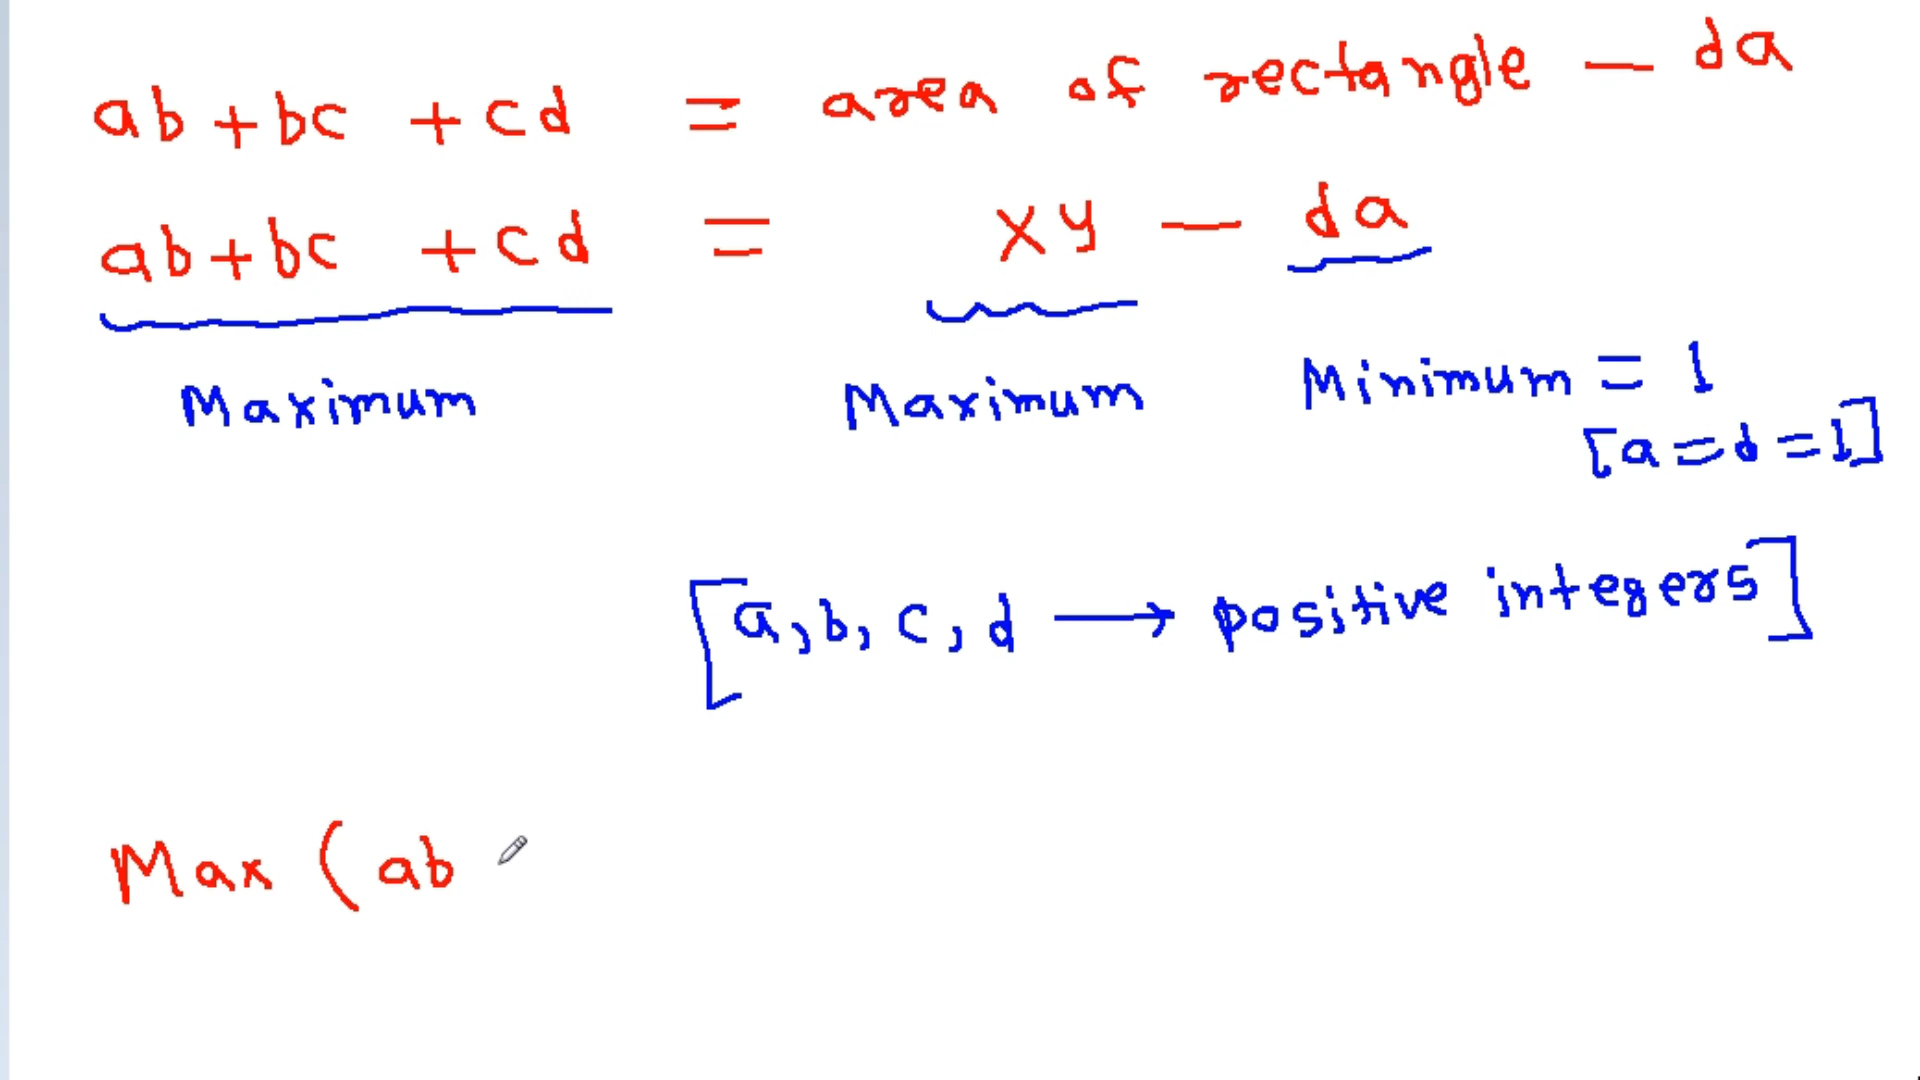 ab + bc + cd = area of rectangle - da
ab + bc + cd = xy - da
Maximum Maximum Minimum = 1
[a = d = 1]
[a, b, c, d → positive integers]
Max (ab